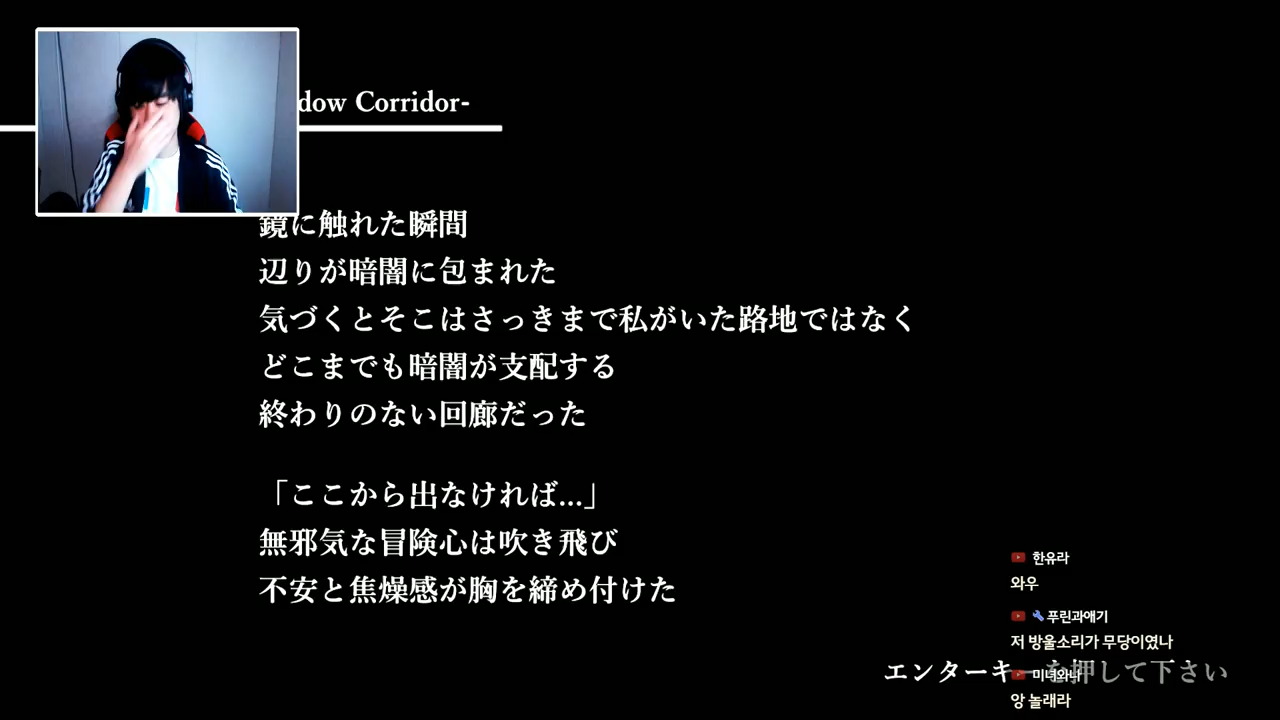 dow Corridor-
鏡に触れた瞬間
辺りが暗闇に包まれた
気づくとそこはさっきまで私がいた路地ではなく
どこまでも暗闇が支配する
終わりのない回廊だった
「ここから出なければ...」
無邪気な冒険心は吹き飛び
不安と焦燥感が胸を締め付けた
エンターキーを押して下さい
한유라
와우
푸린과애기
저 방울소리가 무당이였나
미녀와나
앙 놀래라